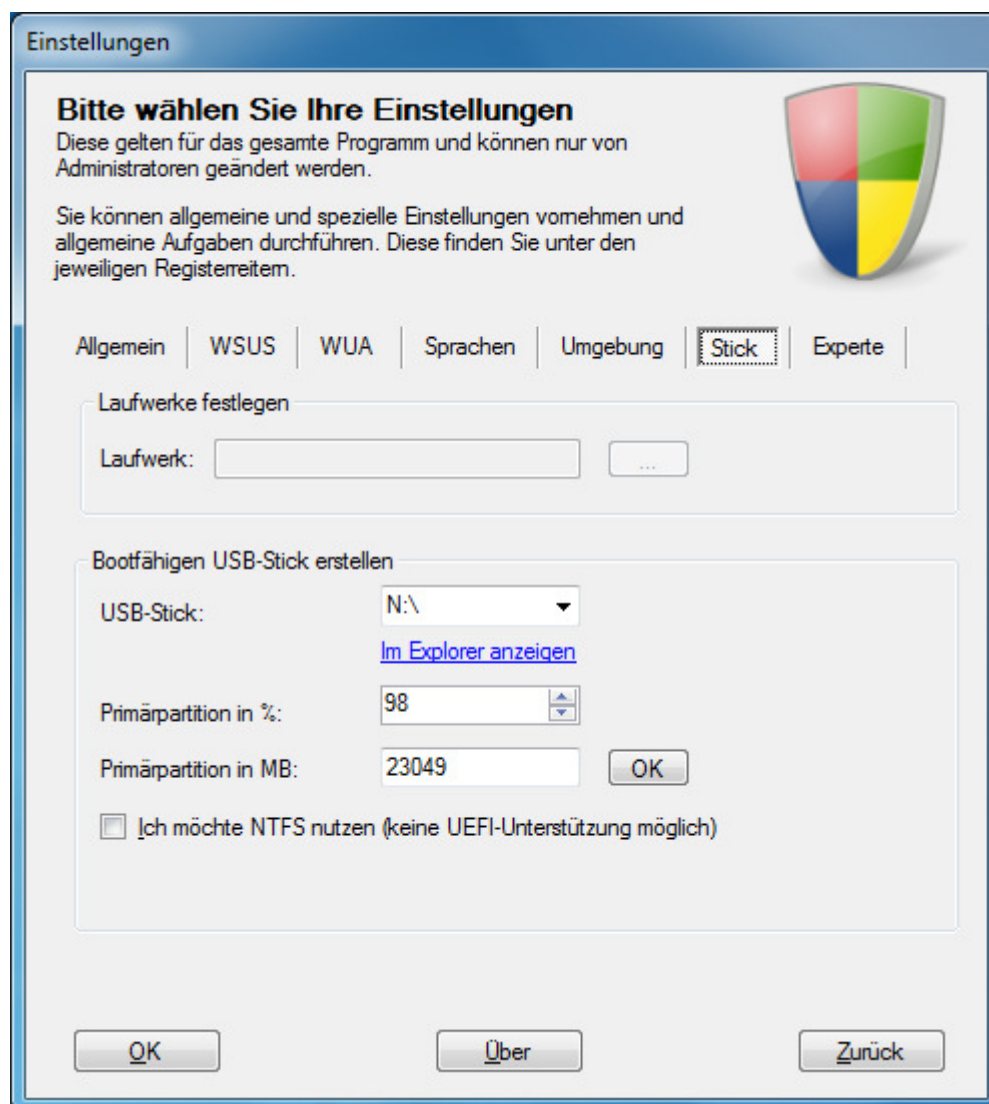 Einstellungen
Bitte wählen Sie Ihre Einstellungen
Diese gelten für das gesamte Programm und können nur von
Administratoren geändert werden.
Sie können allgemeine und spezielle Einstellungen vornehmen und
allgemeine Aufgaben durchführen. Diese finden Sie unter den
jeweiligen Registerreitern.
Allgemein WSUS WUA Sprachen Umgebung Stick Experte
Laufwerke festlegen
Laufwerk: ...
Bootfähigen USB-Stick erstellen
USB-Stick: N:\
Im Explorer anzeigen
Primärpartition in %: 98
Primärpartition in MB: 23049 OK
Ich möchte NTFS nutzen (keine UEFI-Unterstützung möglich)
OK Über Zurück